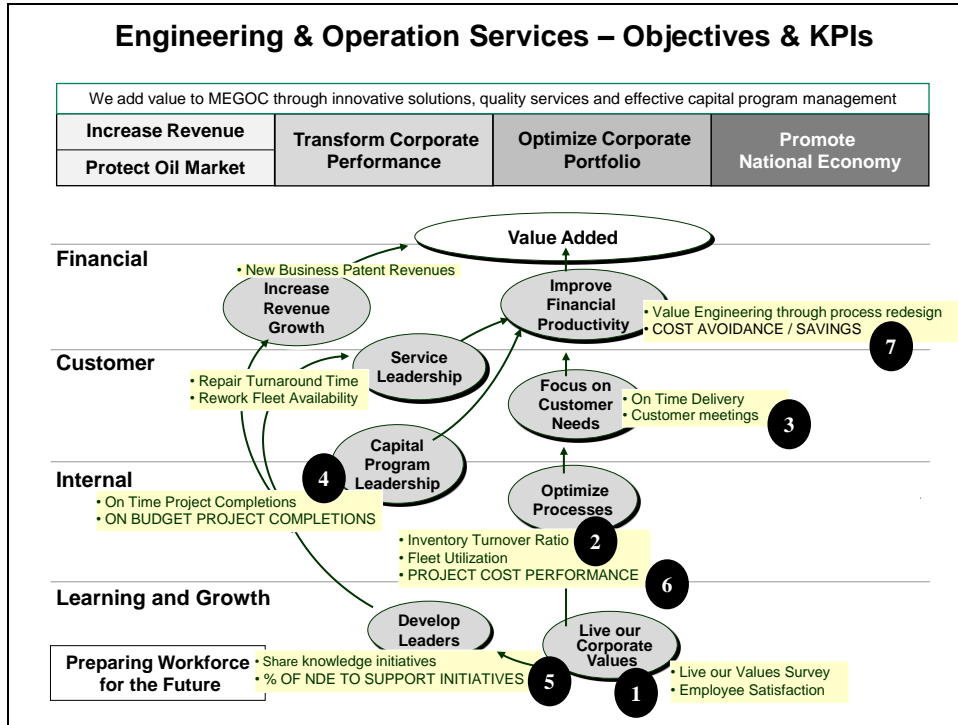 Engineering & Operation Services – Objectives & KPIs
We add value to MEGOC through innovative solutions, quality services and effective capital program management
Increase Revenue
Protect Oil Market
Transform Corporate
Performance
Optimize Corporate
Portfolio
Promote
National Economy
Value Added
Financial
• New Business Patent Revenues
Increase
Revenue
Growth
Improve
Financial
Productivity
• Value Engineering through process redesign
• COST AVOIDANCE / SAVINGS
7
Customer
Service
Leadership
• Repair Turnaround Time
• Rework Fleet Availability
Focus on
Customer
Needs
• On Time Delivery
• Customer meetings
3
Capital
Program
Leadership
4
Internal
• On Time Project Completions
• ON BUDGET PROJECT COMPLETIONS
Optimize
Processes
2
• Inventory Turnover Ratio
• Fleet Utilization
• PROJECT COST PERFORMANCE
6
Learning and Growth
Develop
Leaders
Live our
Corporate
Values
Preparing Workforce
for the Future
• Share knowledge initiatives
• % OF NDE TO SUPPORT INITIATIVES
5
1
• Live our Values Survey
• Employee Satisfaction